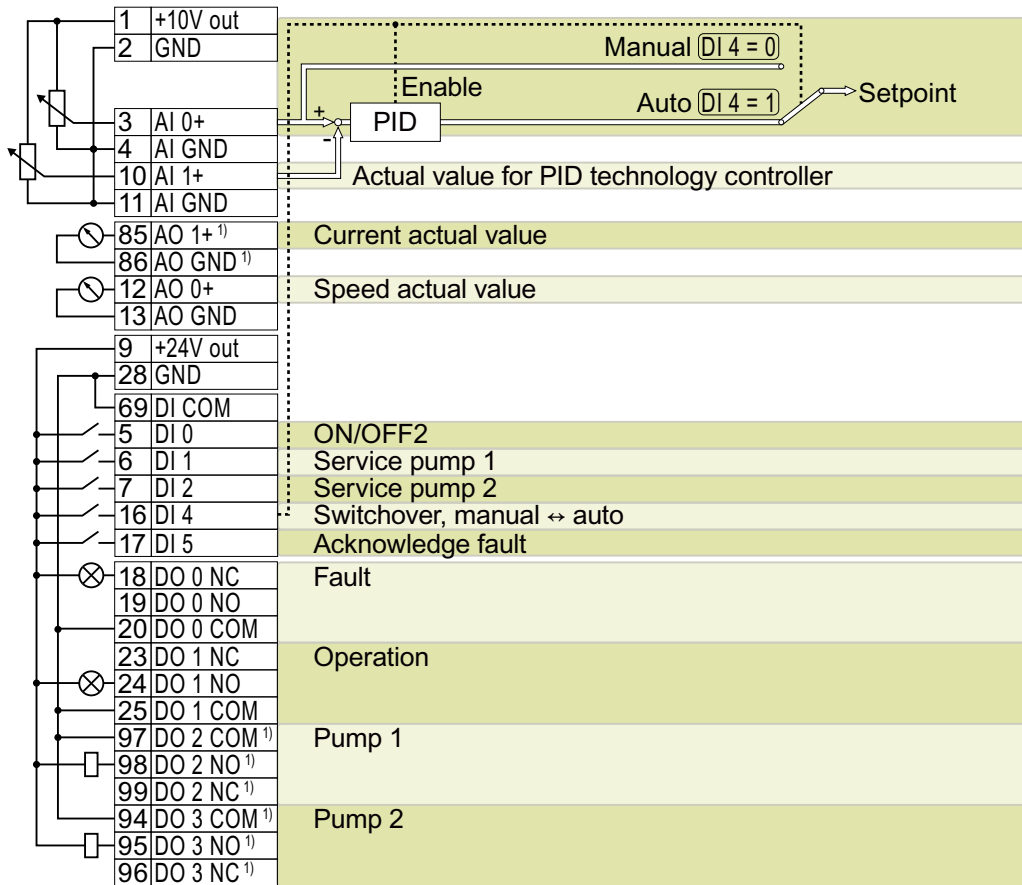 1 +10V out
2 GND
Manual DI 4 = 0
Enable
Auto DI 4 = 1
Setpoint
+
PID
-
3 AI 0+
4 AI GND
10 AI 1+ Actual value for PID technology controller
11 AI GND
85 AO 1+ 1) Current actual value
86 AO GND 1)
12 AO 0+ Speed actual value
13 AO GND
9 +24V out
28 GND
69 DI COM
5 DI 0 ON/OFF2
6 DI 1 Service pump 1
7 DI 2 Service pump 2
16 DI 4 Switchover, manual ↔ auto
17 DI 5 Acknowledge fault
18 DO 0 NC Fault
19 DO 0 NO
20 DO 0 COM
23 DO 1 NC Operation
24 DO 1 NO
25 DO 1 COM
97 DO 2 COM 1) Pump 1
98 DO 2 NO 1)
99 DO 2 NC 1)
94 DO 3 COM 1) Pump 2
95 DO 3 NO 1)
96 DO 3 NC 1)